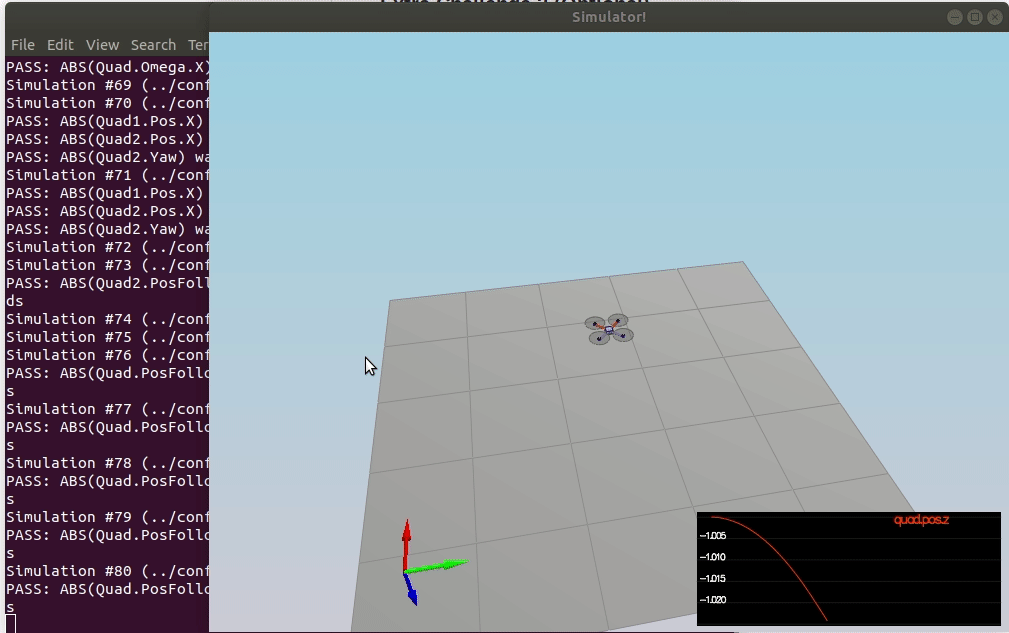 Simulator!
File Edit View Search Ter
PASS: ABS(Quad.Omega.X)
Simulation #69 (../conf
Simulation #70 (../conf
PASS: ABS(Quad1.Pos.X)
PASS: ABS(Quad2.Pos.X)
PASS: ABS(Quad2.Yaw) wa
Simulation #71 (../conf
PASS: ABS(Quad1.Pos.X)
PASS: ABS(Quad2.Pos.X)
PASS: ABS(Quad2.Yaw) wa
Simulation #72 (../conf
Simulation #73 (../conf
PASS: ABS(Quad2.PosFoll
ds
Simulation #74 (../conf
Simulation #75 (../conf
Simulation #76 (../conf
PASS: ABS(Quad.PosFollo
s
Simulation #77 (../conf
PASS: ABS(Quad.PosFollo
s
Simulation #78 (../conf
PASS: ABS(Quad.PosFollo
s
Simulation #79 (../conf
PASS: ABS(Quad.PosFollo
s
Simulation #80 (../conf
PASS: ABS(Quad.PosFollo
s
quad.pos.z
-1.005
-1.010
-1.015
-1.020